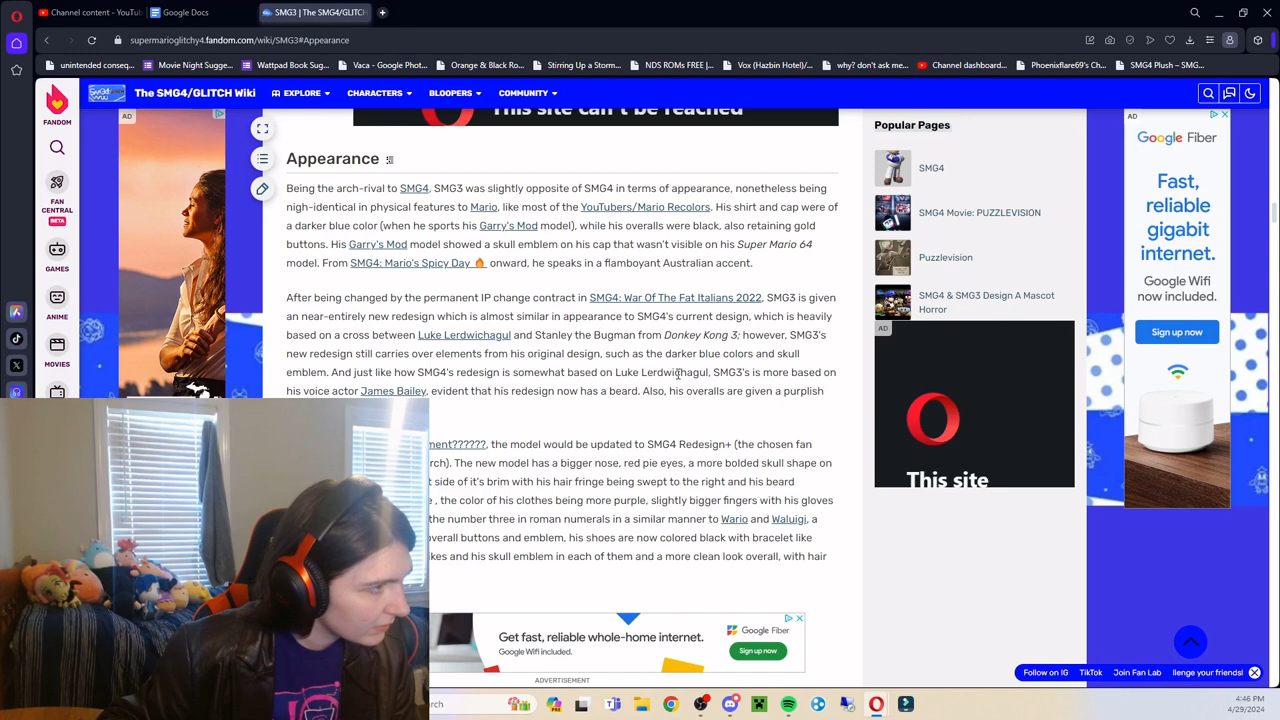 Channel content - YouTub
Google Docs
SMG3 | The SMG4/GLITCH
supermarioglitchy4.fandom.com/wiki/SMG3#Appearance
unintended conseq...
Movie Night Sugge...
Wattpad Book Sug...
Vaca - Google Phot...
Orange & Black Ro...
Stirring Up a Storm...
NDS ROMs FREE |...
Vox (Hazbin Hotel)/...
why? don't make...
Channel dashboard...
Phoenixflare69's Ch...
SMG4 Plush – SMG...
The SMG4/GLITCH Wiki
EXPLORE
CHARACTERS
BLOOPERS
COMMUNITY
FANDOM
FAN CENTRAL
BETA
GAMES
ANIME
MOVIES
AD
This site can't be reached
Appearance
Being the arch-rival to SMG4, SMG3 was slightly opposite of SMG4 in terms of appearance, nonetheless being
nigh-identical in physical features to Mario, like most of the YouTubers/Mario Recolors. His shirt and cap were of
a darker blue color (when he sports his Garry's Mod model), while his overalls were black, also retaining gold
buttons. His Garry's Mod model showed a skull emblem on his cap that wasn't visible on his Super Mario 64
model. From SMG4: Mario's Spicy Day 🔥 onward, he speaks in a flamboyant Australian accent.
After being changed by the permanent IP change contract in SMG4: War Of The Fat Italians 2022, SMG3 is given
an near-entirely new redesign which is almost similar in appearance to SMG4's current design, which is heavily
based on a cross between Luke Lerdwichagul and Stanley the Bugman from Donkey Kong 3; however, SMG3's
new redesign still carries over elements from his original design, such as the darker blue colors and skull
emblem. And just like how SMG4's redesign is somewhat based on Luke Lerdwichagul, SMG3's is more based on
his voice actor James Bailey, evident that his redesign now has a beard. Also, his overalls are given a purplish
ment??????, the model would be updated to SMG4 Redesign+ (the chosen fan
rch). The new model has a bigger nose, red pie eyes, a more bolded skull shape on
t side of it's brim with his hair fringe being swept to the right and his beard
e , the color of his clothes being more purple, slightly bigger fingers with his gloves
the number three in roman numerals in a similar manner to Wario and Waluigi, a
overall buttons and emblem, his shoes are now colored black with bracelet like
ikes and his skull emblem in each of them and a more clean look overall, with hair
Get fast, reliable whole-home internet.
Google Wifi included.
Google Fiber
Sign up now
ADVERTISEMENT
Popular Pages
SMG4
SMG4 Movie: PUZZLEVISION
Puzzlevision
SMG4 & SMG3 Design A Mascot
Horror
AD
This site
AD
Google Fiber
Fast,
reliable
gigabit
internet.
Google Wifi
now included.
Sign up now
Follow on IG
TikTok
Join Fan Lab
llenge your friends!
rch
4:46 PM
4/29/2024